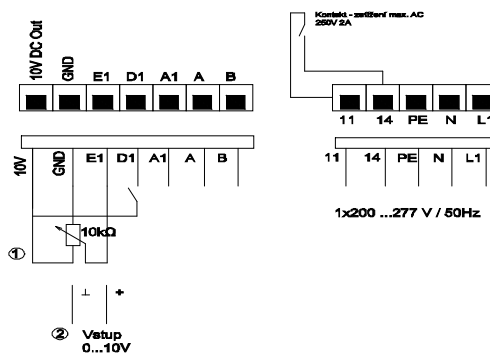 Kontakt - zatížení max. AC
250V 2A
10V DC Out
GND
E1
D1
A1
A
B
11
14
PE
N
L1
10V
GND
E1
D1
A1
A
B
11
14
PE
N
L1
1x200 ...277 V / 50Hz
10kΩ
1
⊥
+
2 Vstup
0...10V